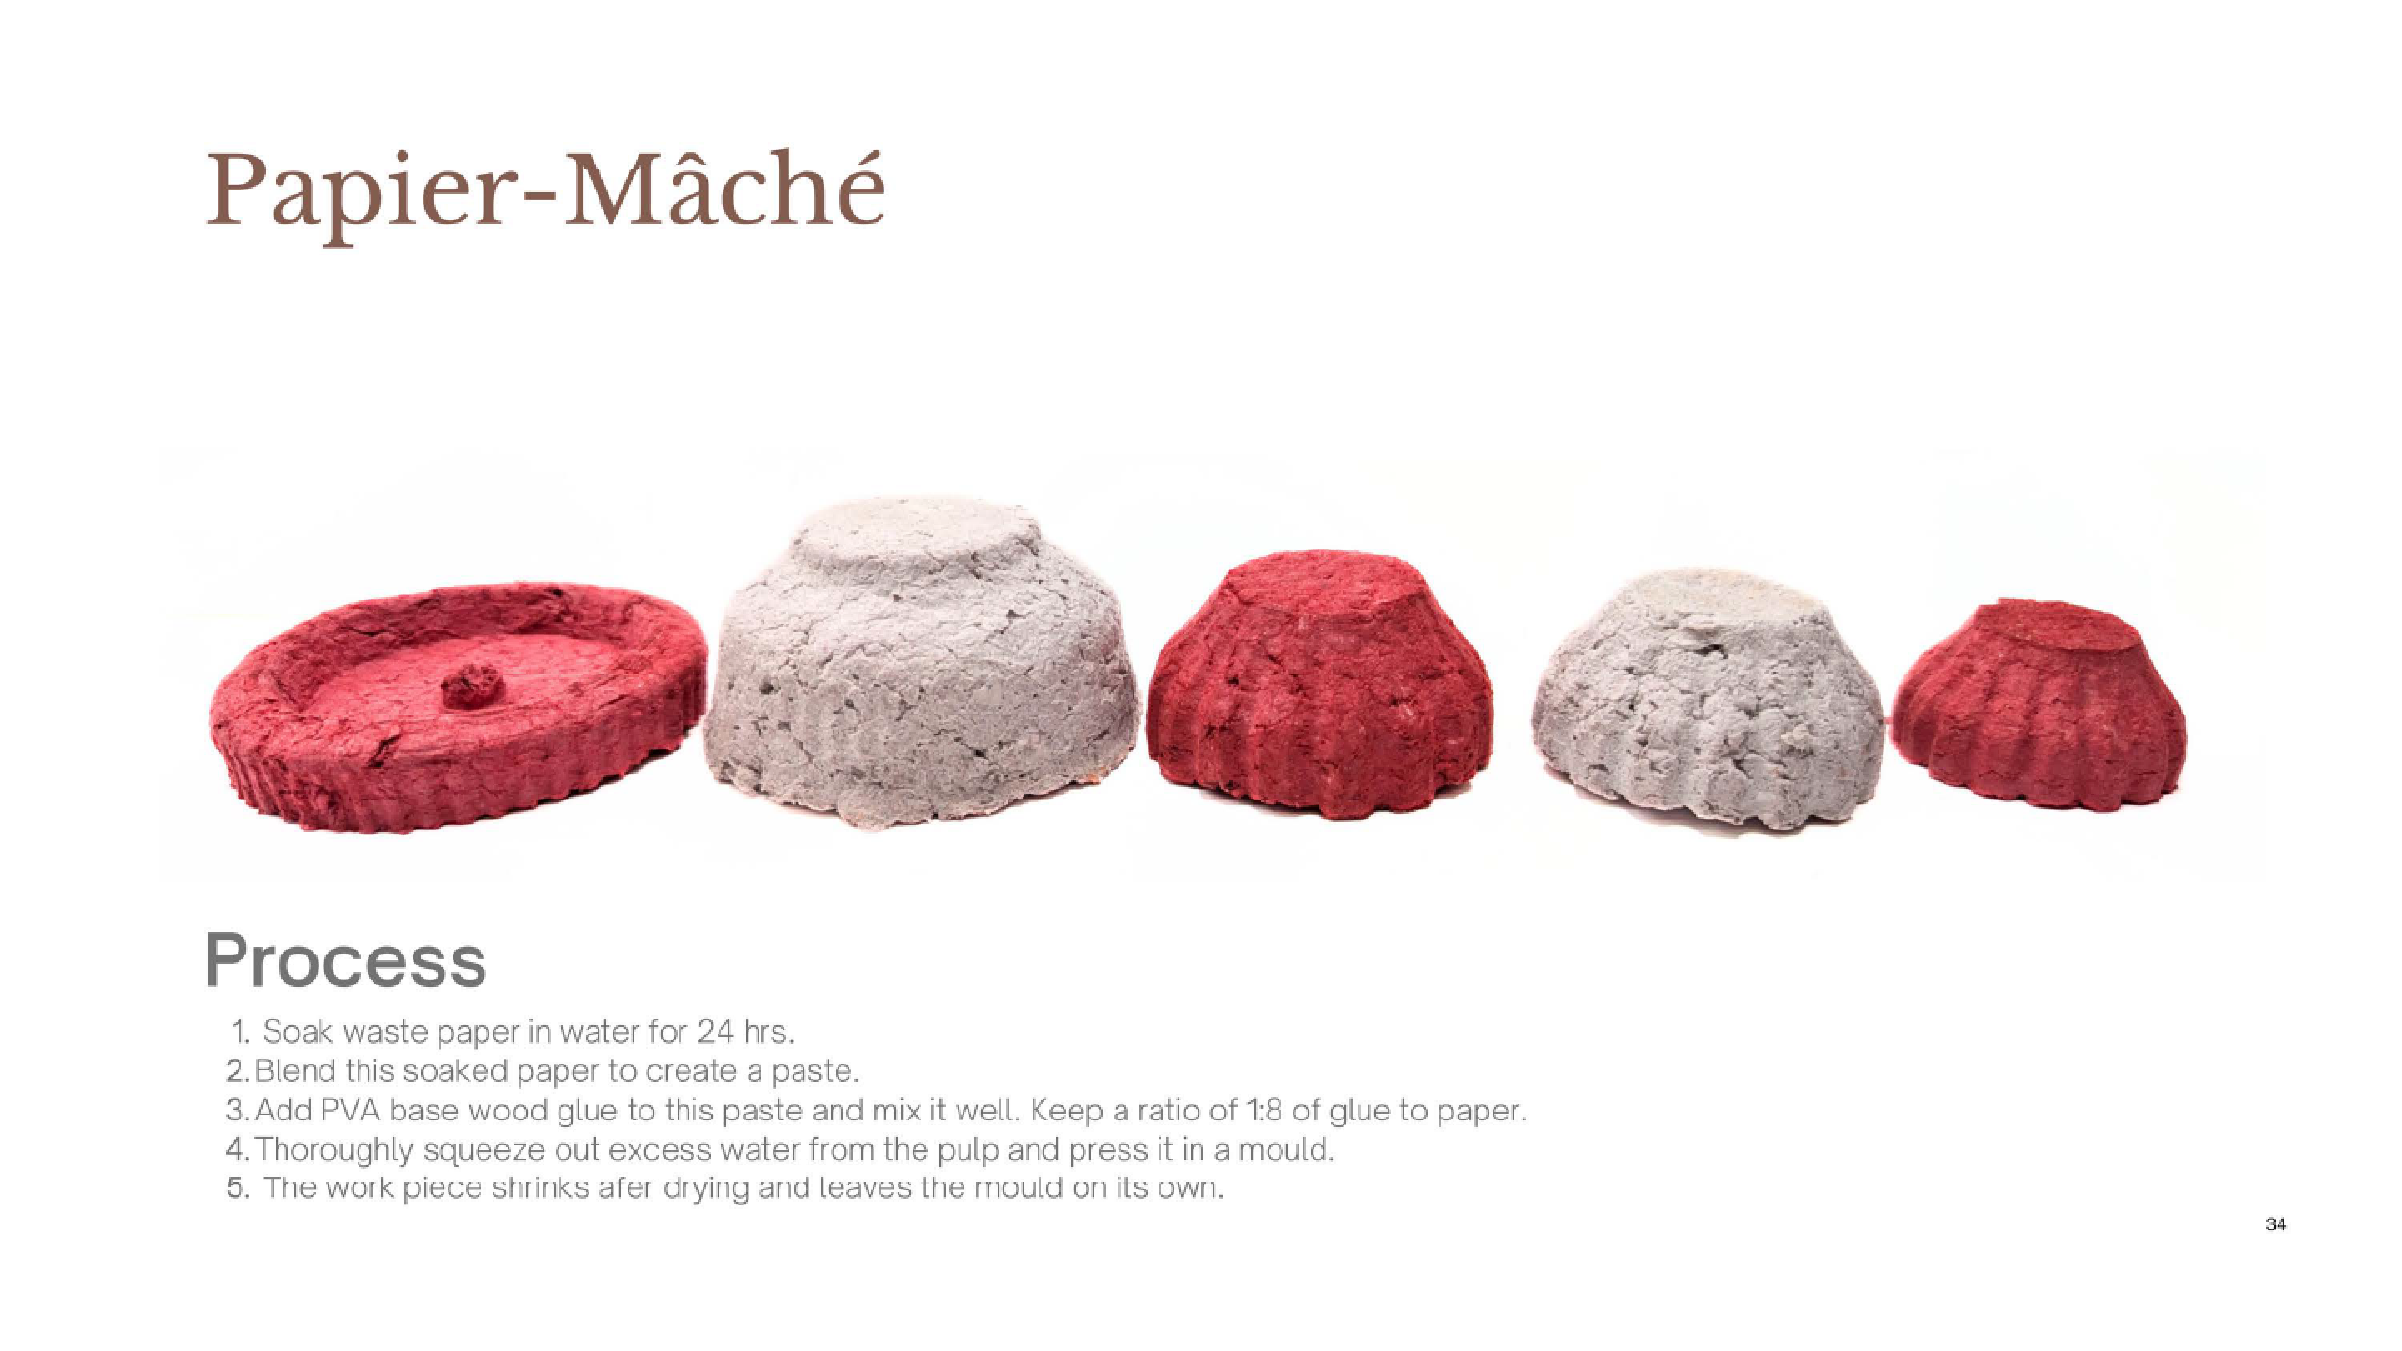 Papier-Mâché
Process
1. Soak waste paper in water for 24 hrs.
2. Blend this soaked paper to create a paste.
3. Add PVA base wood glue to this paste and mix it well. Keep a ratio of 1:8 of glue to paper.
4. Thoroughly squeeze out excess water from the pulp and press it in a mould.
5. The work piece shrinks afer drying and leaves the mould on its own.
34